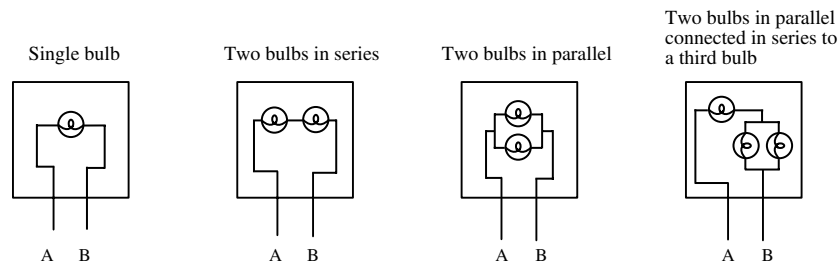 Single bulb
Two bulbs in series
Two bulbs in parallel
Two bulbs in parallel
connected in series to
a third bulb
A B
A B
A B
A B